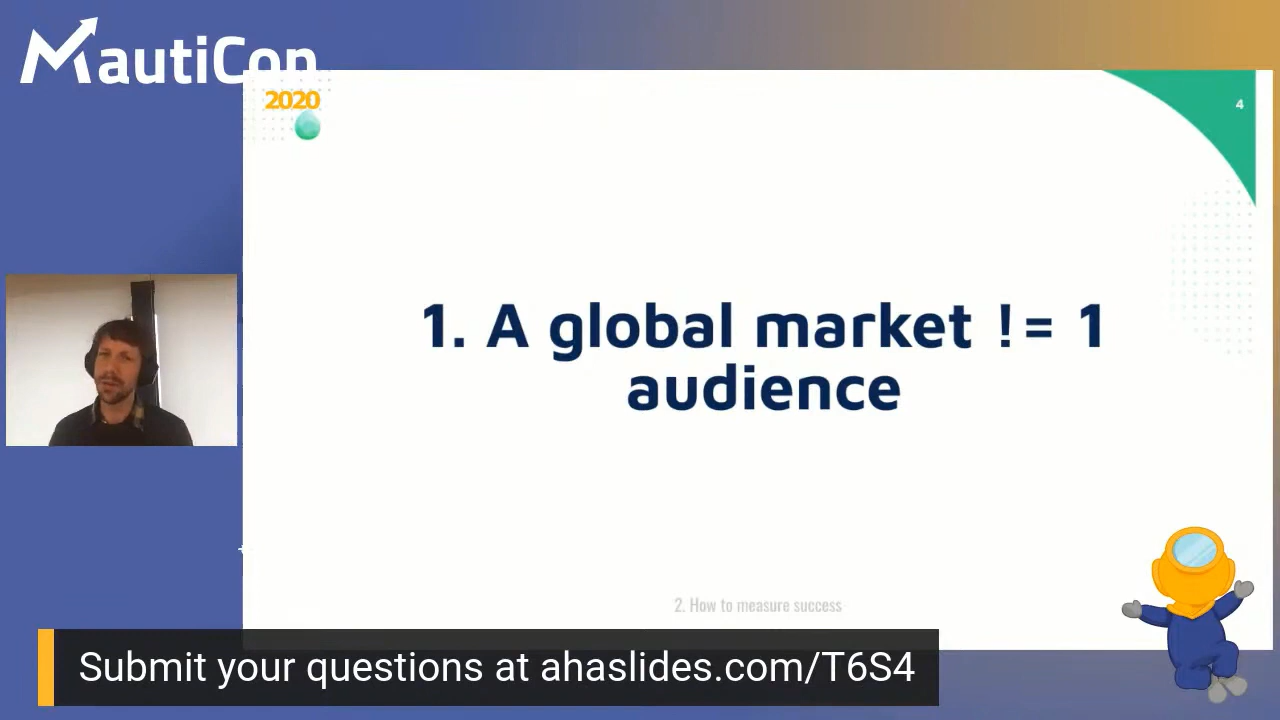 MautiCon
2020
4
1. A global market != 1
audience
2. How to measure success
Submit your questions at ahaslides.com/T6S4